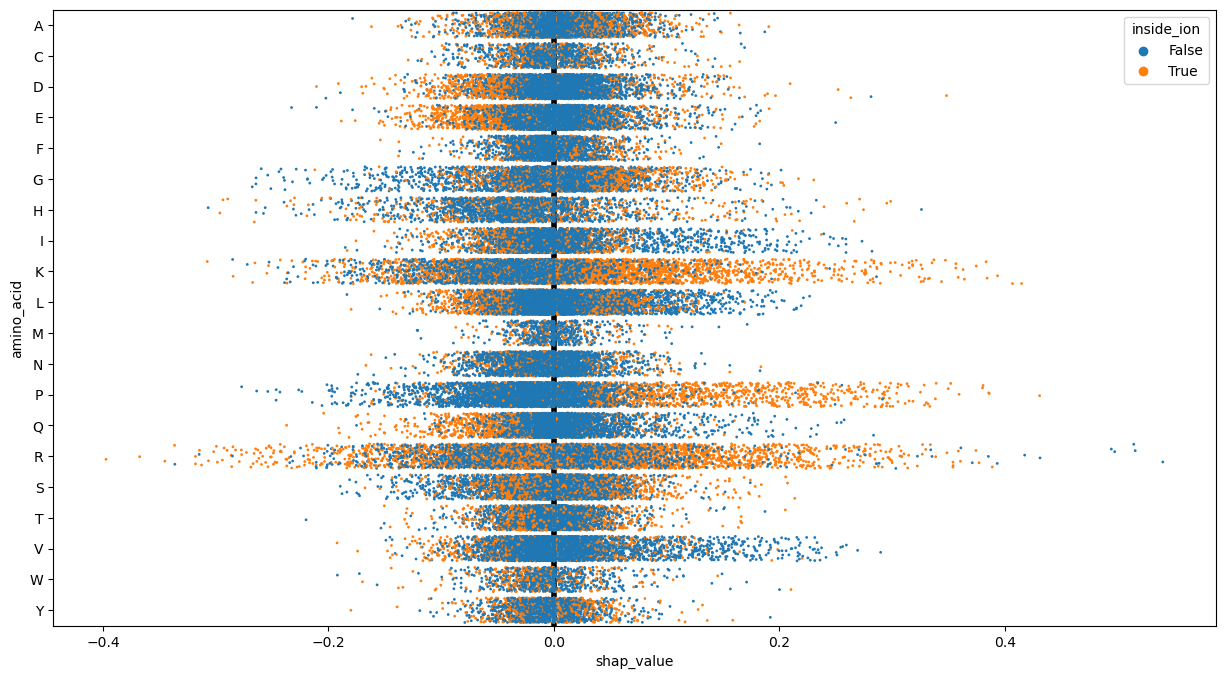 A
C
D
E
F
G
H
I
K
L
M
N
P
Q
R
S
T
V
W
Y
amino_acid
−0.4
−0.2
0.0
0.2
0.4
shap_value
inside_ion
False
True